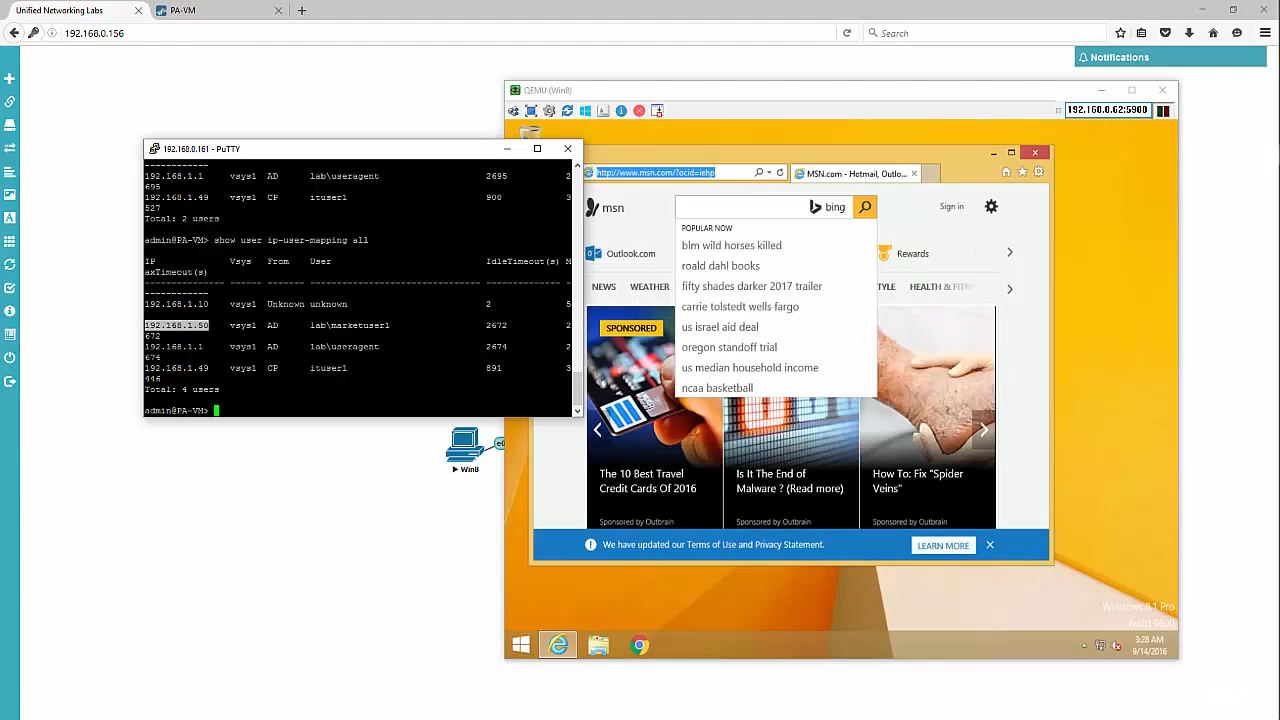 Unified Networking Labs
PA-VM
192.168.0.156
Search
Notifications
QEMU (Win8)
192.160.0.62:5900
192.168.0.161 - PuTTY
------------
192.168.1.1 vsys1 AD lab\useragent 2695 2
695
192.168.1.49 vsys1 CP ituser1 900 3
527
Total: 2 users
admin@PA-VM> show user ip-user-mapping all
IP Vsys From User IdleTimeout(s) M
axTimeout(s)
192.168.1.10 vsys1 Unknown unknown 2 5
192.168.1.50 vsys1 AD lab\marketuser1 2672 2
672
192.168.1.1 vsys1 AD lab\useragent 2674 2
674
192.168.1.49 vsys1 CP ituser1 891 3
446
Total: 4 users
admin@PA-VM>
Win8
e0
http://www.msn.com/?ocid=iehp
MSN.com - Hotmail, Outlo...
msn
bing
Sign in
Outlook.com
Rewards
NEWS
WEATHER
TYLE
HEALTH & FITN
POPULAR NOW
blm wild horses killed
roald dahl books
fifty shades darker 2017 trailer
carrie tolstedt wells fargo
us israel aid deal
oregon standoff trial
us median household income
ncaa basketball
SPONSORED
The 10 Best Travel
Credit Cards Of 2016
Sponsored by Outbrain
Is It The End of
Malware ? (Read more)
Sponsored by Outbrain
How To: Fix "Spider
Veins"
Sponsored by Outbrain
We have updated our Terms of Use and Privacy Statement.
LEARN MORE
Windows 8.1 Pro
Build 9600
3:28 AM
9/14/2016